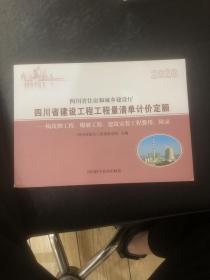 2020
四川省住房和城乡建设厅
四川省建设工程工程量清单计价定额
——构筑物工程、爆破工程、建筑安装工程费用、附录